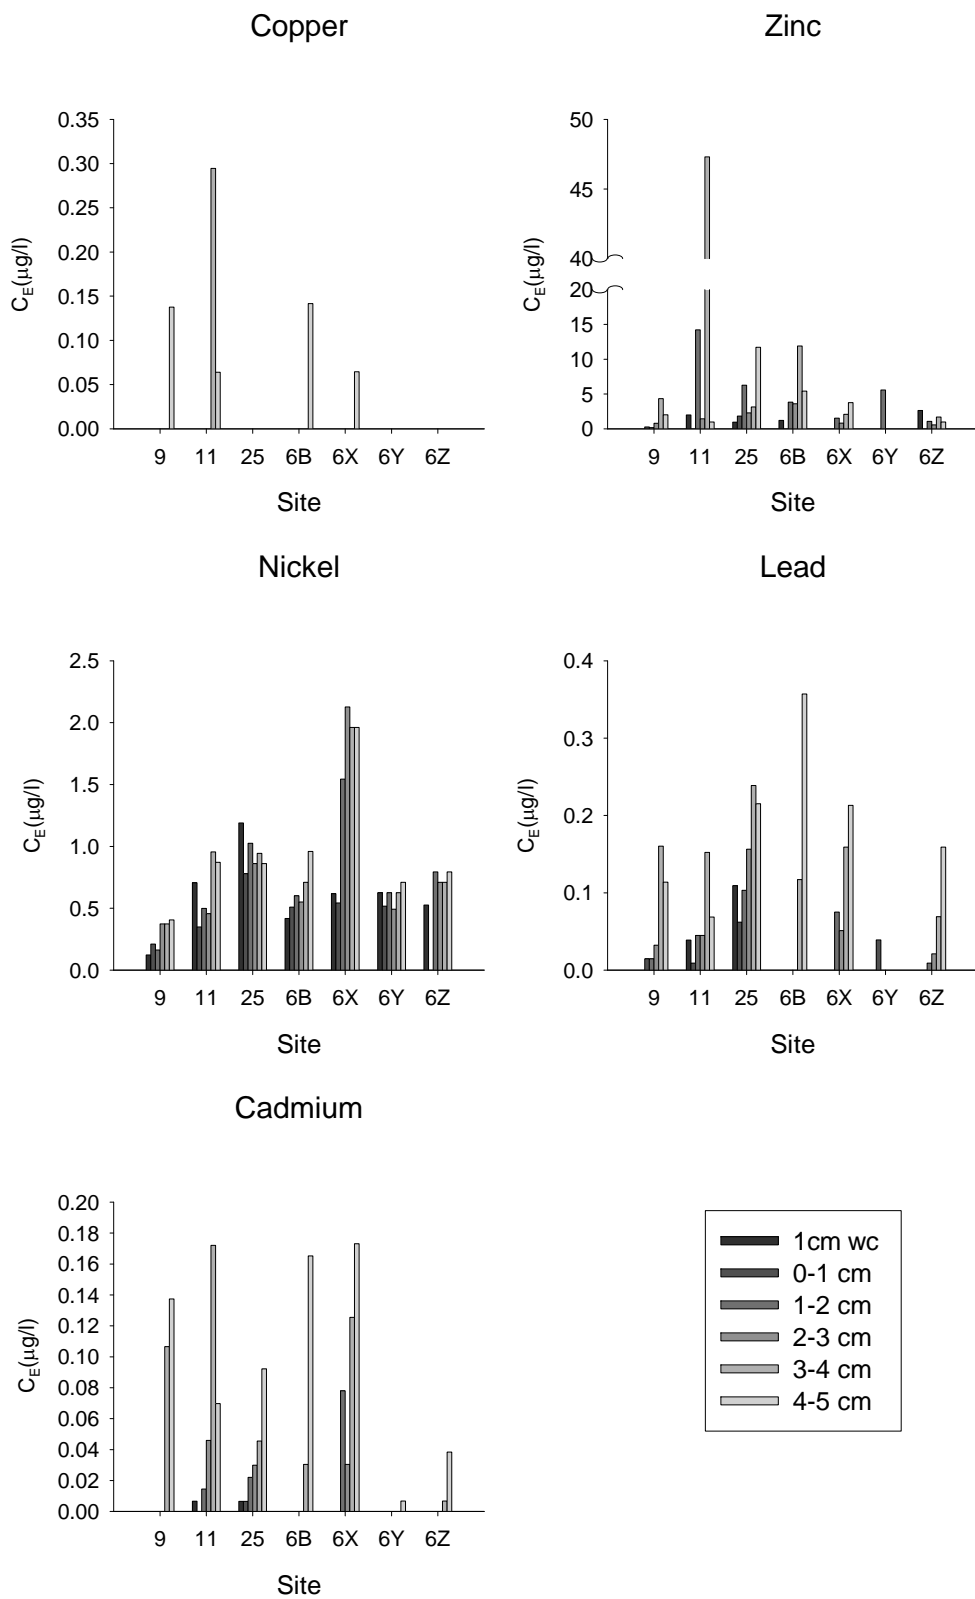 Copper
0.35
0.30
0.25
0.20
0.15
0.10
0.05
0.00
C_E(µg/l)
9 11 25 6B 6X 6Y 6Z
Site
Zinc
50
45
40
20
15
10
5
0
C_E(µg/l)
9 11 25 6B 6X 6Y 6Z
Site
Nickel
2.5
2.0
1.5
1.0
0.5
0.0
C_E(µg/l)
9 11 25 6B 6X 6Y 6Z
Site
Lead
0.4
0.3
0.2
0.1
0.0
C_E(µg/l)
9 11 25 6B 6X 6Y 6Z
Site
Cadmium
0.20
0.18
0.16
0.14
0.12
0.10
0.08
0.06
0.04
0.02
0.00
C_E(µg/l)
9 11 25 6B 6X 6Y 6Z
Site
1cm wc
0-1 cm
1-2 cm
2-3 cm
3-4 cm
4-5 cm